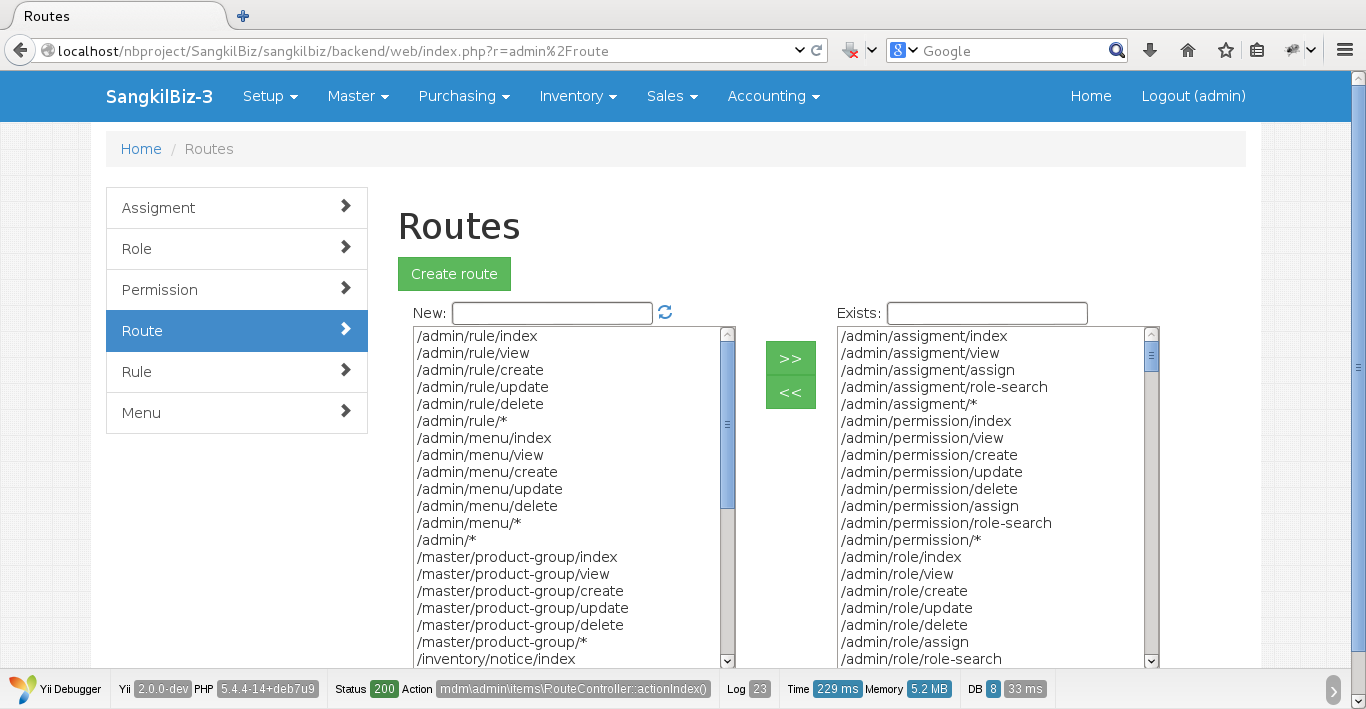 Routes
localhost/nbproject/SangkilBiz/sangkilbiz/backend/web/index.php?r=admin%2Froute
Google
SangkilBiz-3 Setup Master Purchasing Inventory Sales Accounting Home Logout (admin)
Home / Routes
Assigment
Role
Permission
Route
Rule
Menu
Routes
Create route
New:
/admin/rule/index
/admin/rule/view
/admin/rule/create
/admin/rule/update
/admin/rule/delete
/admin/rule/*
/admin/menu/index
/admin/menu/view
/admin/menu/create
/admin/menu/update
/admin/menu/delete
/admin/menu/*
/admin/*
/master/product-group/index
/master/product-group/view
/master/product-group/create
/master/product-group/update
/master/product-group/delete
/master/product-group/*
/inventory/notice/index
>>
<<
Exists:
/admin/assigment/index
/admin/assigment/view
/admin/assigment/assign
/admin/assigment/role-search
/admin/assigment/*
/admin/permission/index
/admin/permission/view
/admin/permission/create
/admin/permission/update
/admin/permission/delete
/admin/permission/assign
/admin/permission/role-search
/admin/permission/*
/admin/role/index
/admin/role/view
/admin/role/create
/admin/role/update
/admin/role/delete
/admin/role/assign
/admin/role/role-search
Yii Debugger Yii 2.0.0-dev PHP 5.4.4-14+deb7u9 Status 200 Action mdm\admin\items\RouteController::actionIndex() Log 23 Time 229 ms Memory 5.2 MB DB 8 33 ms